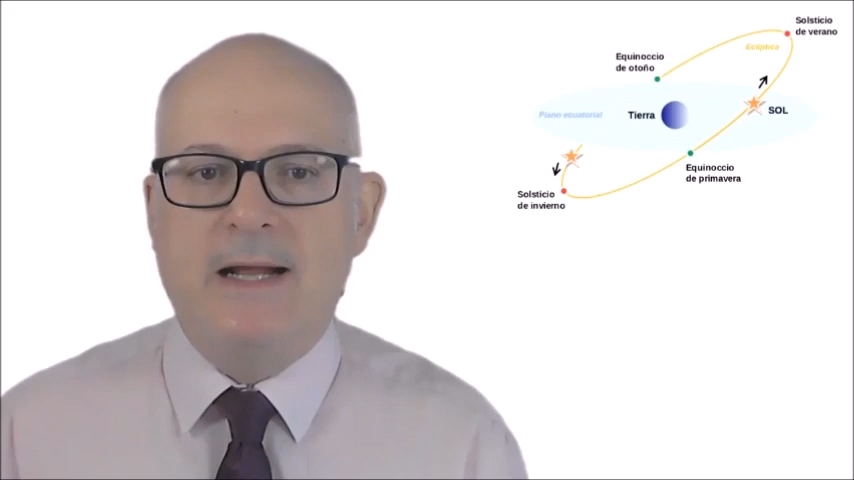 Solsticio
de verano
Eclíptica
Equinoccio
de otoño
Plano ecuatorial
Tierra
SOL
Equinoccio
de primavera
Solsticio
de invierno